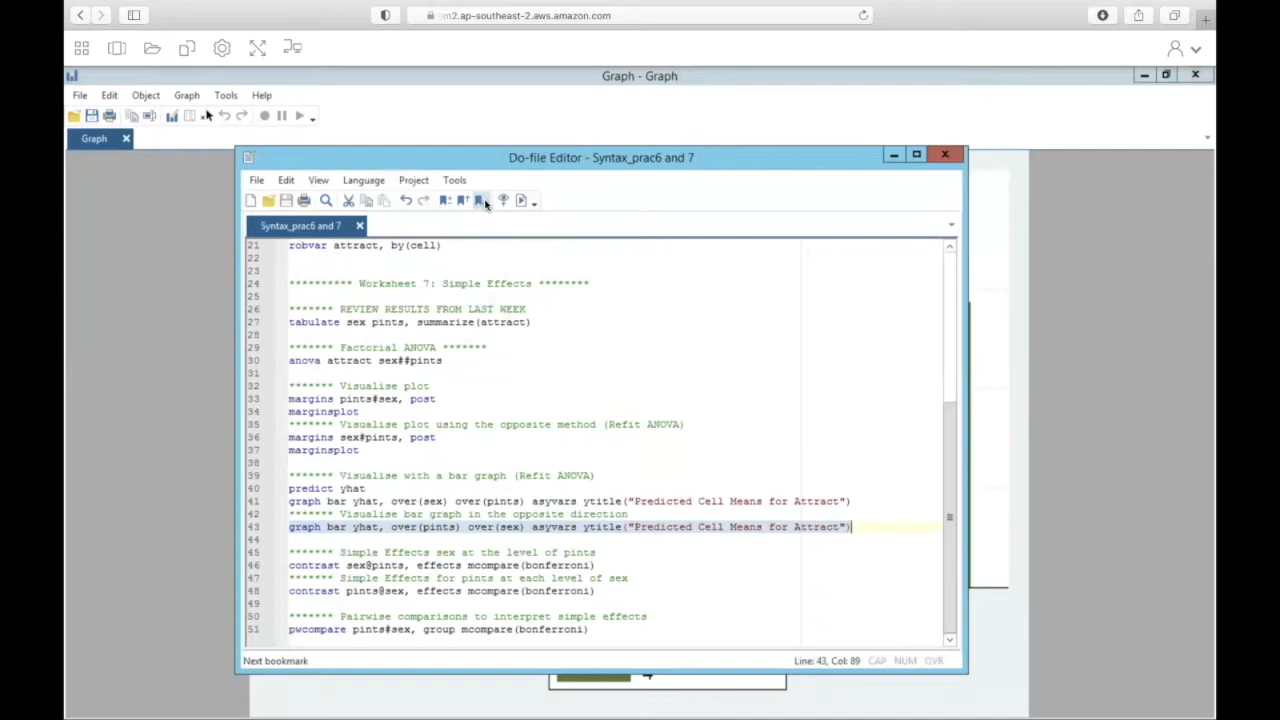 m2.ap-southeast-2.aws.amazon.com
Graph - Graph
File Edit Object Graph Tools Help
Graph
Do-file Editor - Syntax_prac6 and 7
File Edit View Language Project Tools
Syntax_prac6 and 7
21 robvar attract, by(cell)
22
23
24 ********** Worksheet 7: Simple Effects ********
25
26 ******* REVIEW RESULTS FROM LAST WEEK
27 tabulate sex pints, summarize(attract)
28
29 ******* Factorial ANOVA *******
30 anova attract sex##pints
31
32 ******* Visualise plot
33 margins pints#sex, post
34 marginsplot
35 ******* Visualise plot using the opposite method (Refit ANOVA)
36 margins sex#pints, post
37 marginsplot
38
39 ******* Visualise with a bar graph (Refit ANOVA)
40 predict yhat
41 graph bar yhat, over(sex) over(pints) asyvars ytitle("Predicted Cell Means for Attract")
42 ******* Visualise bar graph in the opposite direction
43 graph bar yhat, over(pints) over(sex) asyvars ytitle("Predicted Cell Means for Attract")
44
45 ******* Simple Effects sex at the level of pints
46 contrast sex@pints, effects mcompare(bonferroni)
47 ******* Simple Effects for pints at each level of sex
48 contrast pints@sex, effects mcompare(bonferroni)
49
50 ******* Pairwise comparisons to interpret simple effects
51 pwcompare pints#sex, group mcompare(bonferroni)
Next bookmark Line: 43, Col: 89 CAP NUM OVR